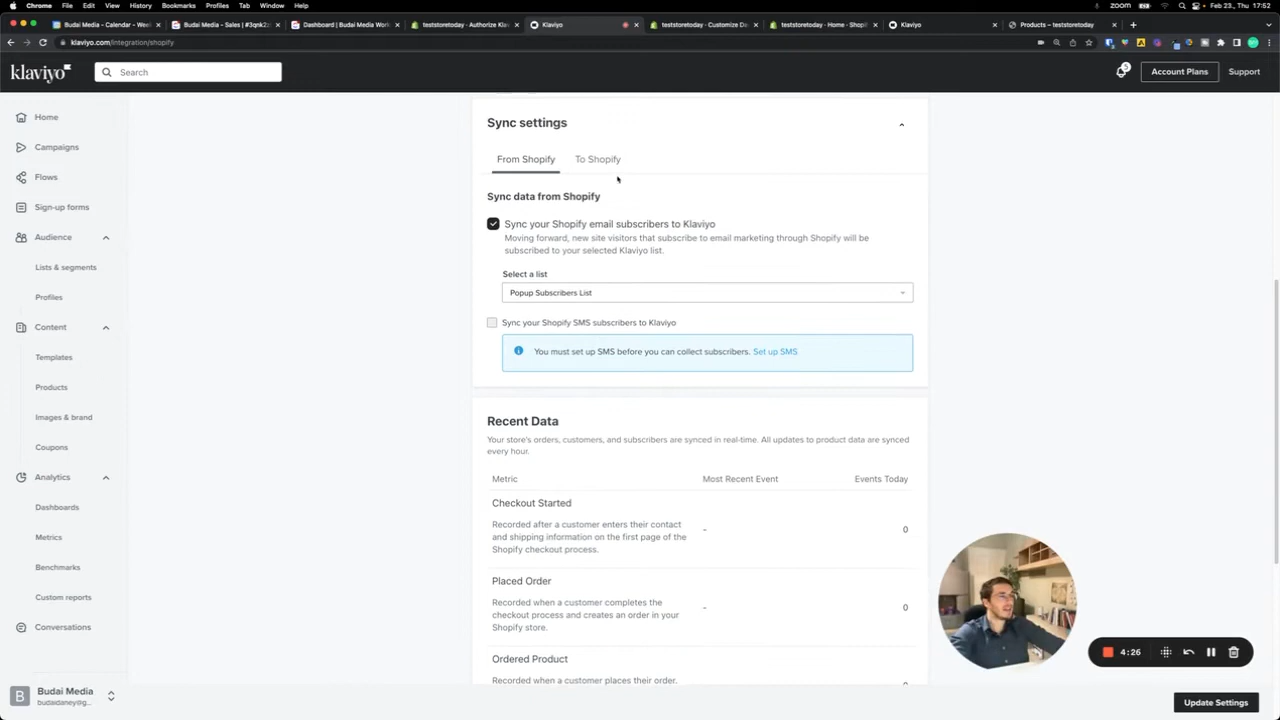 Chrome File Edit View History Bookmarks Profiles Tab Window Help
zoom Feb 23., Thu 17:52
Budai Media - Calendar - Wee
Budai Media - Sales | #3qnk2:
Dashboard | Budai Media Wor
teststoretoday - Authorize Kla
Klaviyo
teststoretoday - Customize Da
teststoretoday - Home · Shopi
Klaviyo
Products ~ teststoretoday
klaviyo.com/integration/shopify
klaviyo
Search
5
Account Plans
Support
Home
Campaigns
Flows
Sign-up forms
Audience
Lists & segments
Profiles
Content
Templates
Products
Images & brand
Coupons
Analytics
Dashboards
Metrics
Benchmarks
Custom reports
Conversations
B
Budai Media
budaidaney@g...
Sync settings
From Shopify To Shopify
Sync data from Shopify
Sync your Shopify email subscribers to Klaviyo
Moving forward, new site visitors that subscribe to email marketing through Shopify will be
subscribed to your selected Klaviyo list.
Select a list
Popup Subscribers List
Sync your Shopify SMS subscribers to Klaviyo
You must set up SMS before you can collect subscribers. Set up SMS
Recent Data
Your store's orders, customers, and subscribers are synced in real-time. All updates to product data are synced
every hour.
Metric Most Recent Event Events Today
Checkout Started
Recorded after a customer enters their contact
and shipping information on the first page of the
Shopify checkout process.
- 0
Placed Order
Recorded when a customer completes the
checkout process and creates an order in your
Shopify store.
- 0
Ordered Product
Recorded when a customer places their order.
4:26
Update Settings